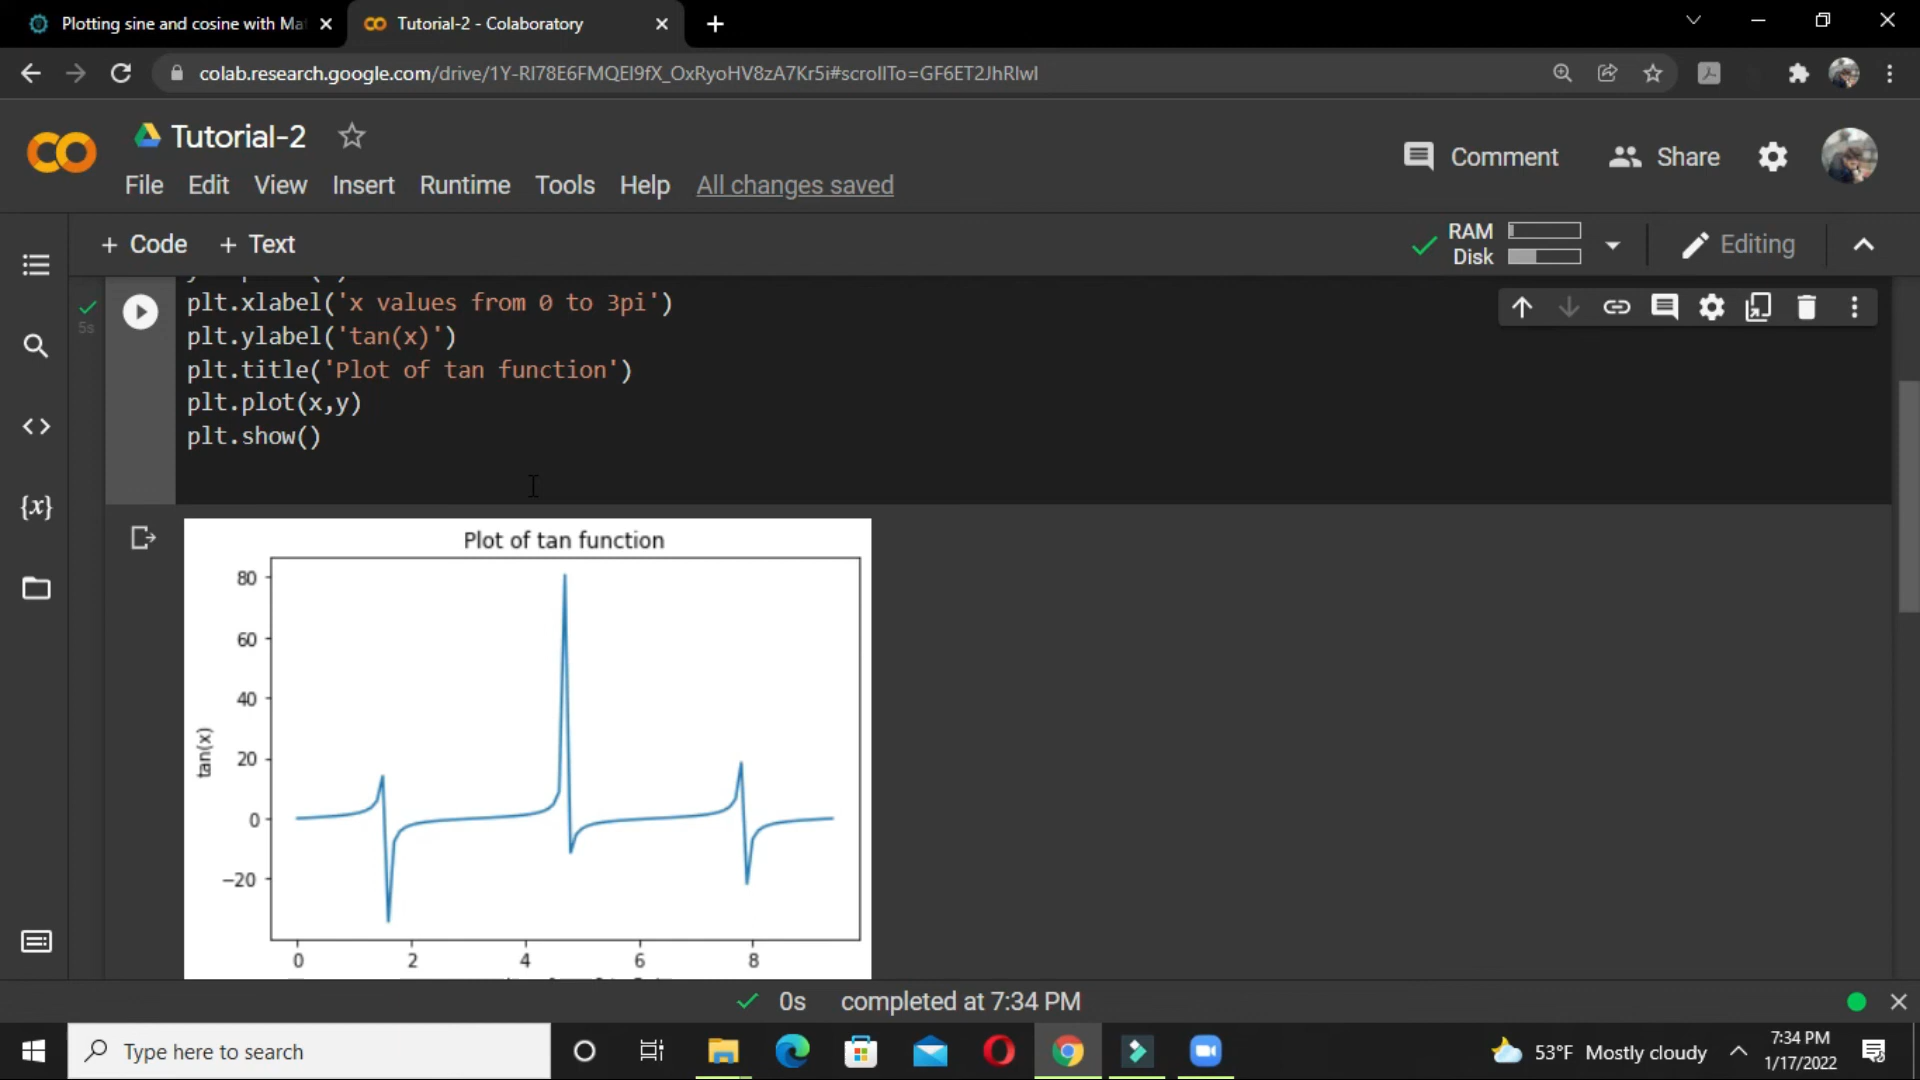 Plotting sine and cosine with Mat
Tutorial-2 - Colaboratory
colab.research.google.com/drive/1Y-RI78E6FMQEI9fX_OxRyoHV8zA7Kr5i#scrollTo=GF6ET2JhRlwI
Tutorial-2
Comment
Share
File Edit View Insert Runtime Tools Help All changes saved
+ Code + Text
RAM
Disk
Editing
plt.xlabel('x values from 0 to 3pi')
5s
plt.ylabel('tan(x)')
plt.title('Plot of tan function')
plt.plot(x,y)
plt.show()
{x}
Plot of tan function
80
60
40
20
0
−20
tan(x)
0 2 4 6 8
0s completed at 7:34 PM
Type here to search
53°F Mostly cloudy
7:34 PM
1/17/2022